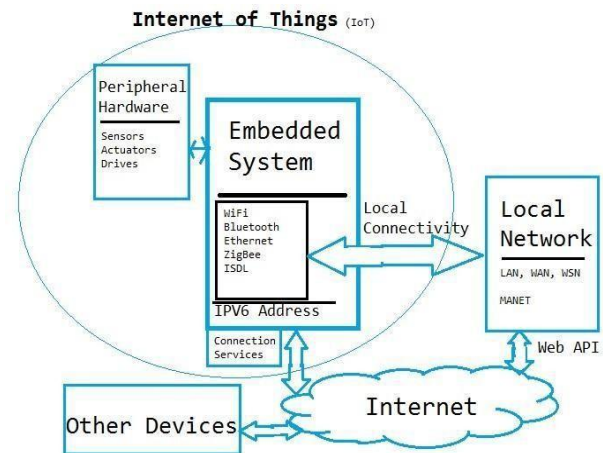 Internet of Things (IoT)
Peripheral
Hardware
Sensors
Actuators
Drives
Embedded
System
WiFi
Bluetooth
Ethernet
ZigBee
ISDL
IPV6 Address
Connection
Services
Local
Connectivity
Local
Network
LAN, WAN, WSN
MANET
Web API
Internet
Other Devices